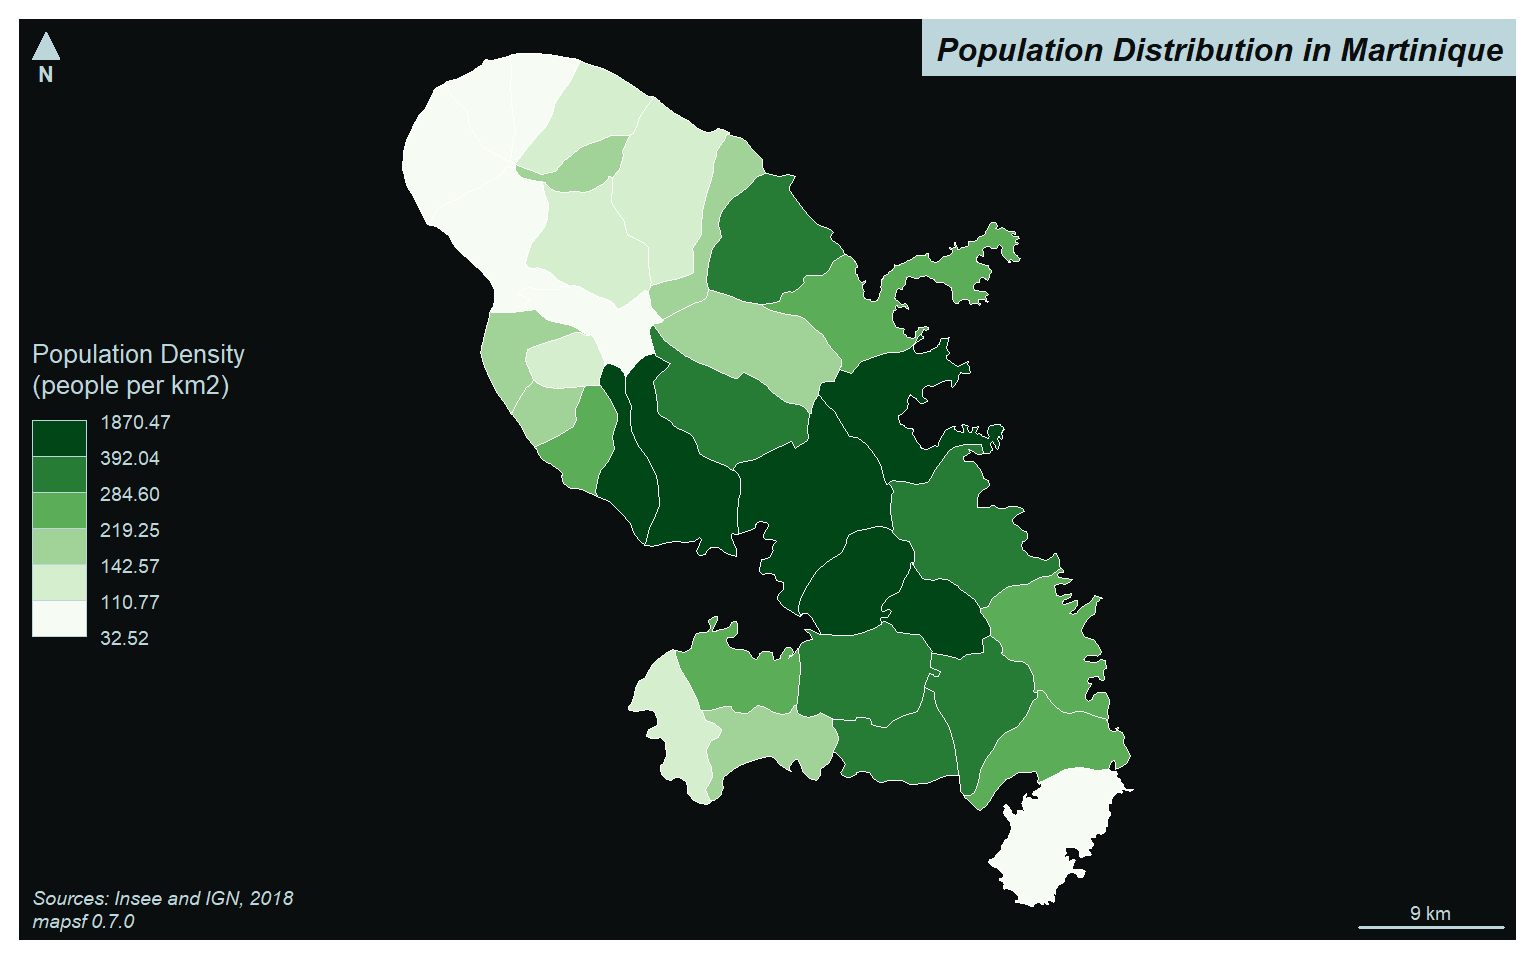 Population Distribution in Martinique
N
Population Density
(people per km2)
1870.47
392.04
284.60
219.25
142.57
110.77
32.52
Sources: Insee and IGN, 2018
mapsf 0.7.0
9 km